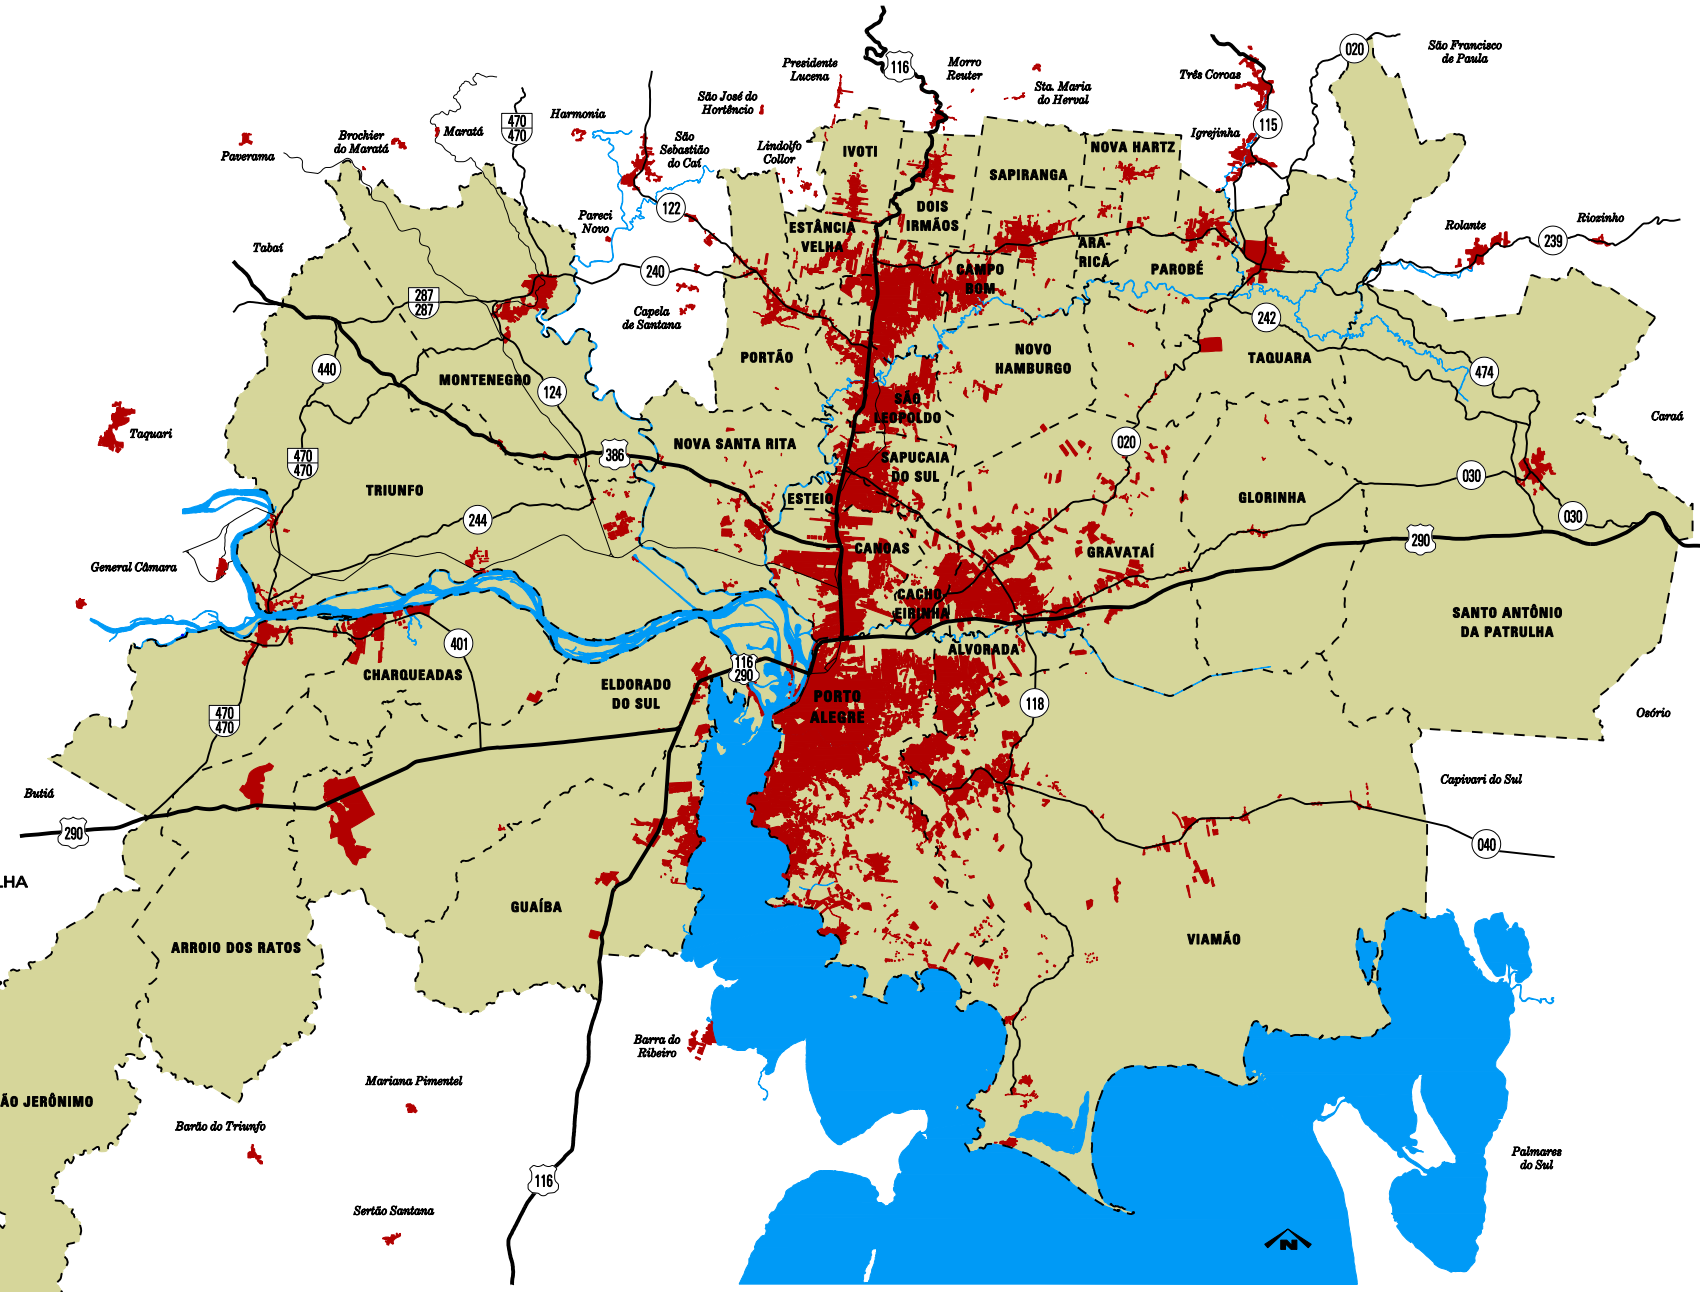 020
São Francisco
de Paula
116
Presidente
Lucena
Morro
Reuter
Três Coroas
Sta. Maria
do Herval
São José do
Hortêncio
470
470
Harmonia
Maratá
Brochier
do Maratá
Paverama
São
Sebastião
do Caí
Lindolfo
Collor
IVOTI
NOVA HARTZ
Igrejinha
115
SAPIRANGA
122
Pareci
Novo
DOIS
IRMÃOS
ESTÂNCIA
VELHA
Rolante
Riozinho
239
Tabaí
ARA-
RICÁ
PAROBÉ
CAMPO
BOM
240
287
287
Capela
de Santana
242
PORTÃO
NOVO
HAMBURGO
TAQUARA
440
MONTENEGRO
124
474
SÃO
LEOPOLDO
Caraá
Taquari
020
NOVA SANTA RITA
386
SAPUCAIA
DO SUL
470
470
030
TRIUNFO
ESTEIO
GLORINHA
244
030
290
CANOAS
GRAVATAÍ
General Câmara
CACHO-
EIRINHA
SANTO ANTÔNIO
DA PATRULHA
401
ALVORADA
116
290
CHARQUEADAS
ELDORADO
DO SUL
PORTO
ALEGRE
118
470
470
Osório
Butiá
Capivari do Sul
290
040
LHA
GUAÍBA
ARROIO DOS RATOS
VIAMÃO
Barra do
Ribeiro
Mariana Pimentel
ÃO JERÔNIMO
Barão do Triunfo
Palmares
do Sul
116
Sertão Santana
N